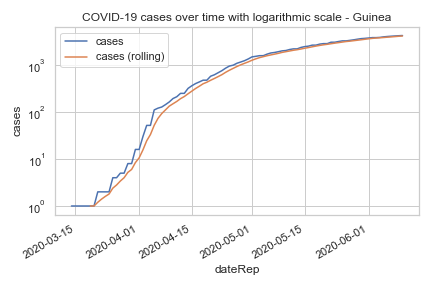 COVID-19 cases over time with logarithmic scale - Guinea
cases
cases (rolling)
10³
10²
10¹
10⁰
cases
2020-03-15
2020-04-01
2020-04-15
2020-05-01
2020-05-15
2020-06-01
dateRep